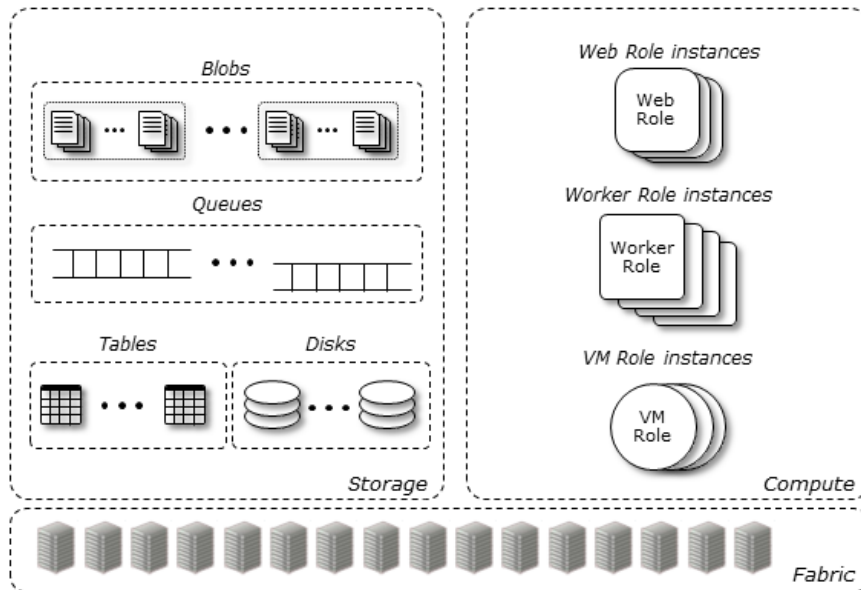 Blobs
Queues
Tables
Disks
Storage
Web Role instances
Web
Role
Worker Role instances
Worker
Role
VM Role instances
VM
Role
Compute
Fabric